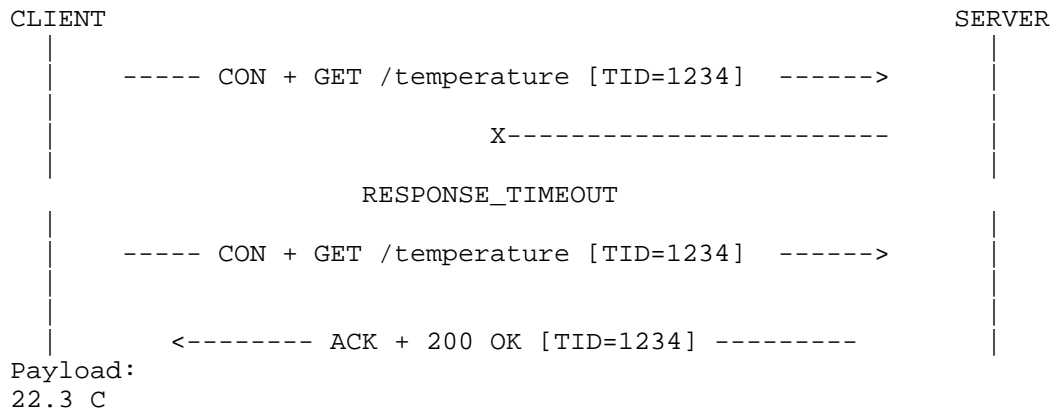 CLIENT SERVER
----- CON + GET /temperature [TID=1234] ------>
X------------------------
RESPONSE_TIMEOUT
----- CON + GET /temperature [TID=1234] ------>
<-------- ACK + 200 OK [TID=1234] ---------
Payload:
22.3 C